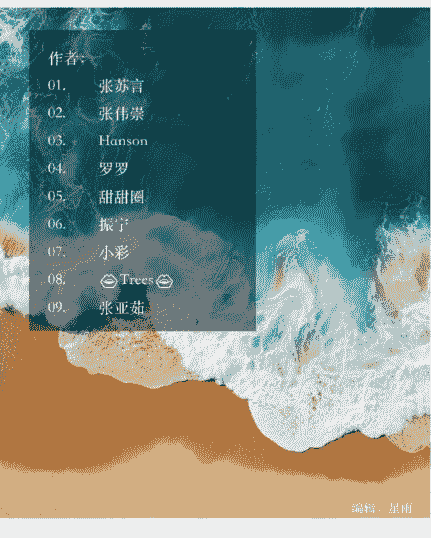 作者:
01. 张苏言
02. 张伟崇
03. Hanson
04. 罗罗
05. 甜甜圈
06. 振宁
07. 小彩
08. 👄Trees👄
09. 张亚茹
编辑：星雨